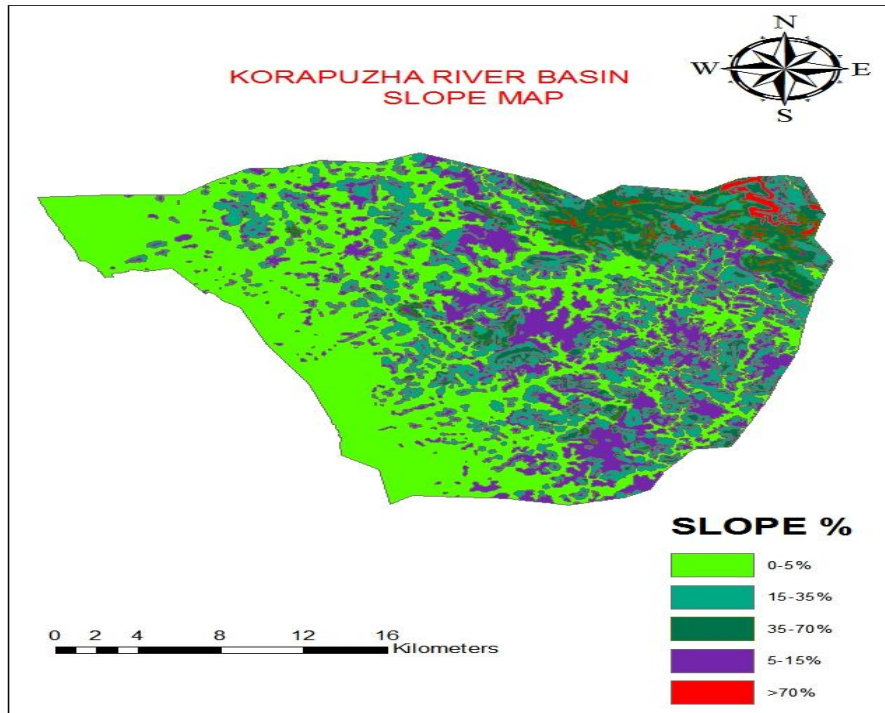 N
W E
S
KORAPUZHA RIVER BASIN
SLOPE MAP
SLOPE %
0-5%
15-35%
35-70%
5-15%
>70%
0 2 4 8 12 16
Kilometers